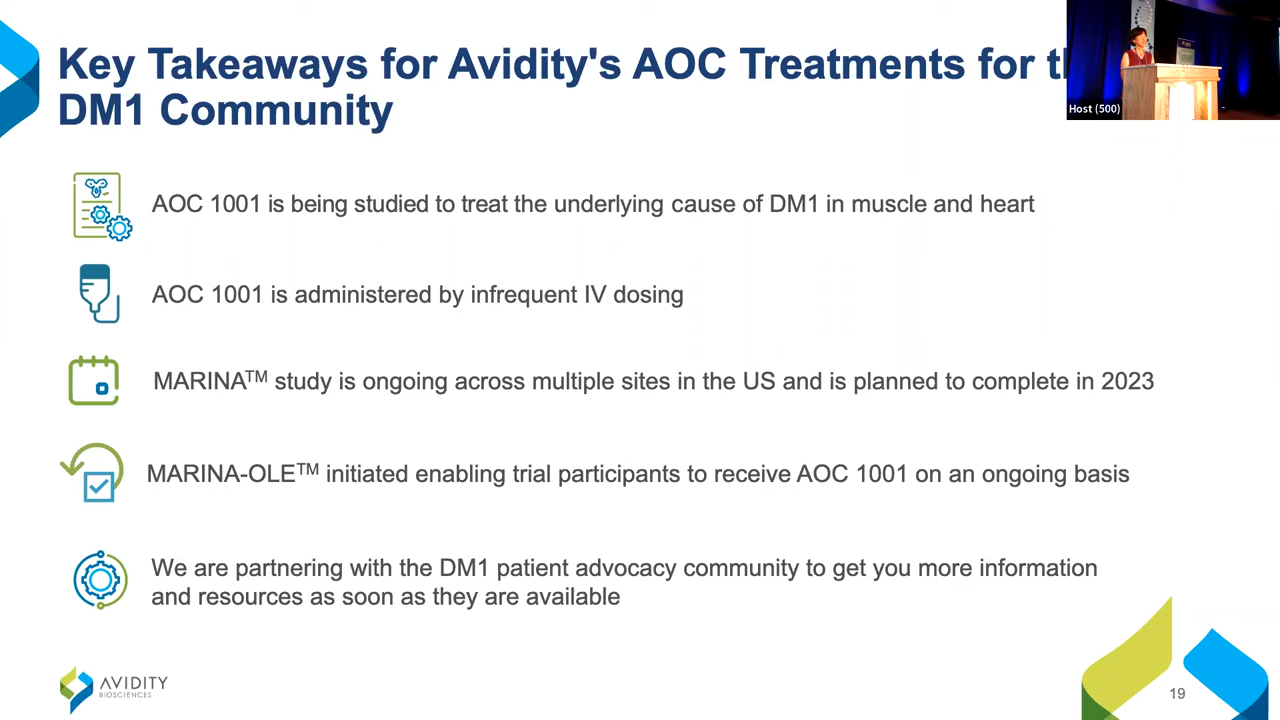 Key Takeaways for Avidity's AOC Treatments for
DM1 Community
Host (500)
AOC 1001 is being studied to treat the underlying cause of DM1 in muscle and heart
AOC 1001 is administered by infrequent IV dosing
MARINA™ study is ongoing across multiple sites in the US and is planned to complete in 2023
MARINA-OLE™ initiated enabling trial participants to receive AOC 1001 on an ongoing basis
We are partnering with the DM1 patient advocacy community to get you more information
and resources as soon as they are available
AVIDITY
BIOSCIENCES
19